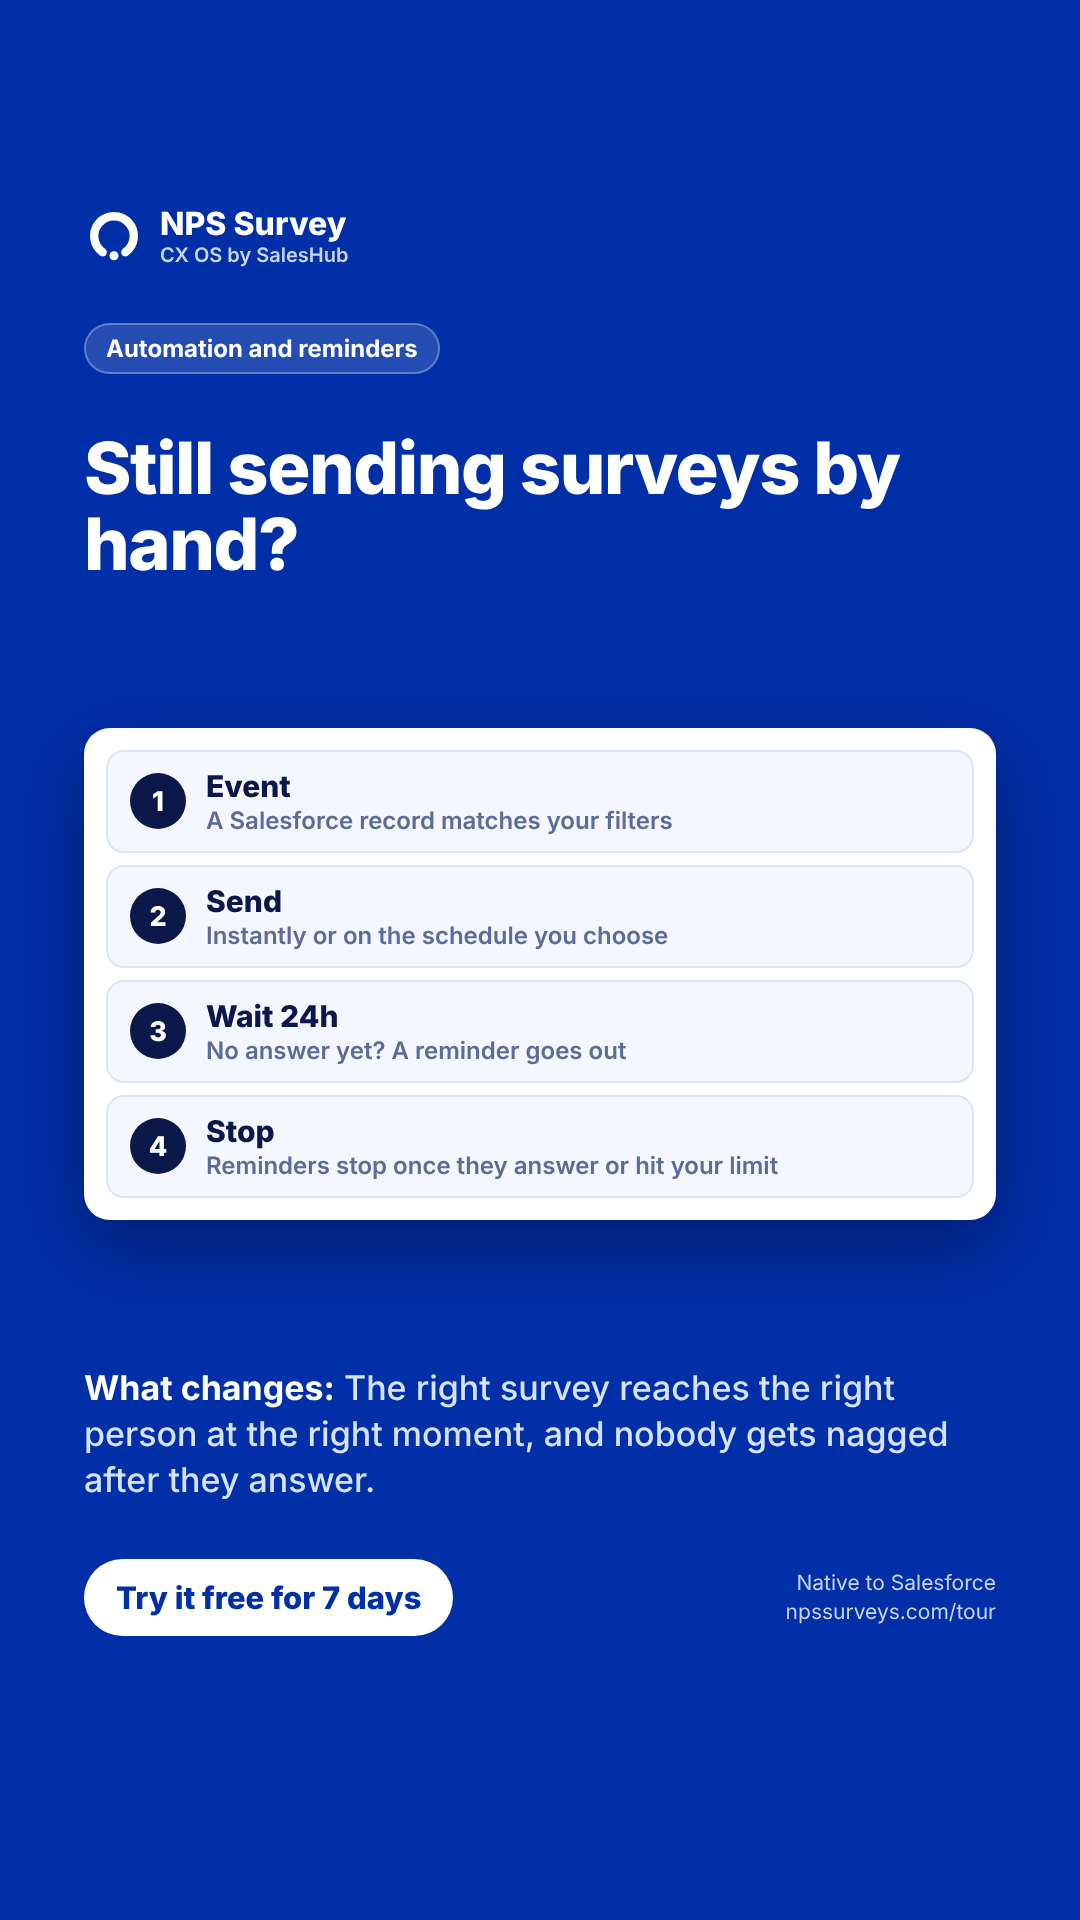 NPS Survey
CX OS by SalesHub
Automation and reminders
Still sending surveys by
hand?
1
Event
A Salesforce record matches your filters
2
Send
Instantly or on the schedule you choose
3
Wait 24h
No answer yet? A reminder goes out
4
Stop
Reminders stop once they answer or hit your limit
What changes: The right survey reaches the right
person at the right moment, and nobody gets nagged
after they answer.
Try it free for 7 days
Native to Salesforce
npssurveys.com/tour